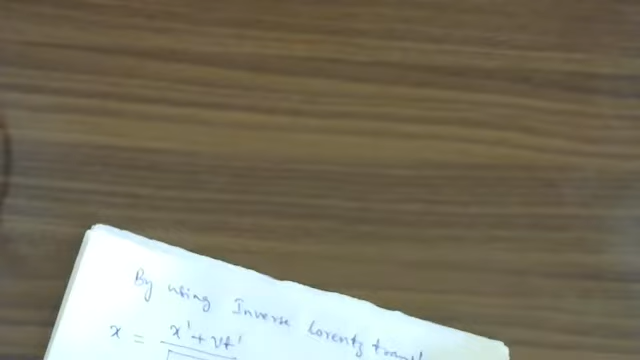 By using Inverse Lorentz
x = x' + vt'